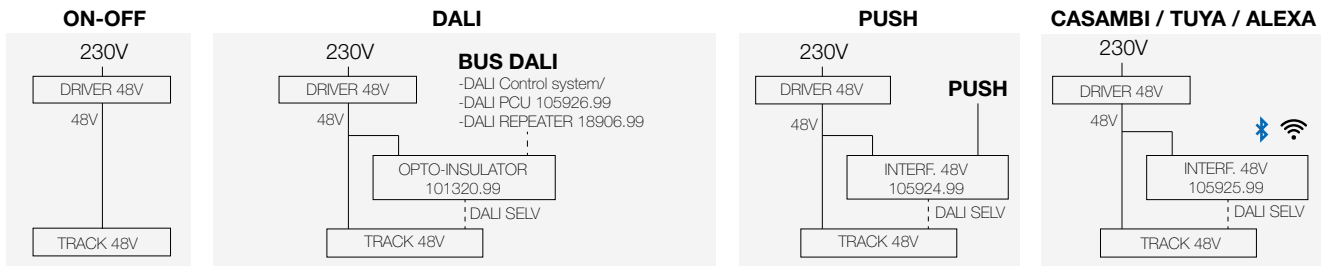 ON-OFF
230V
DRIVER 48V
48V
TRACK 48V
DALI
230V
DRIVER 48V
48V
BUS DALI
-DALI Control system/
-DALI PCU 105926.99
-DALI REPEATER 18906.99
OPTO-INSULATOR
101320.99
DALI SELV
TRACK 48V
PUSH
230V
DRIVER 48V
48V
PUSH
INTERF. 48V
105924.99
DALI SELV
TRACK 48V
CASAMBI / TUYA / ALEXA
230V
DRIVER 48V
48V
INTERF. 48V
105925.99
DALI SELV
TRACK 48V